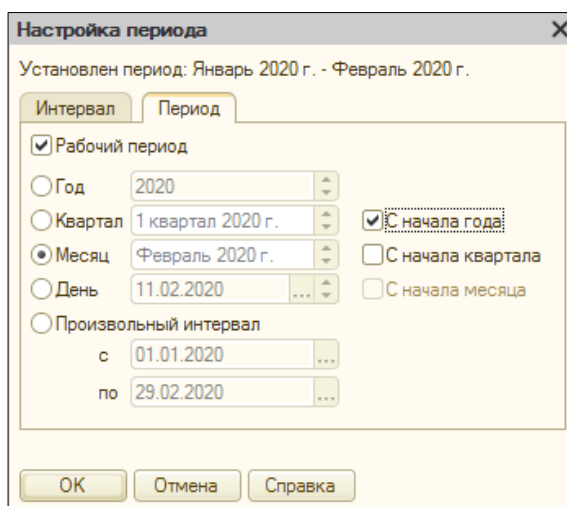 Настройка периода
Установлен период: Январь 2020 г. - Февраль 2020 г.
Интервал Период
Рабочий период
Год 2020
Квартал 1 квартал 2020 г. С начала года
Месяц Февраль 2020 г. С начала квартала
День 11.02.2020 ... С начала месяца
Произвольный интервал
с 01.01.2020 ...
по 29.02.2020 ...
OK Отмена Справка